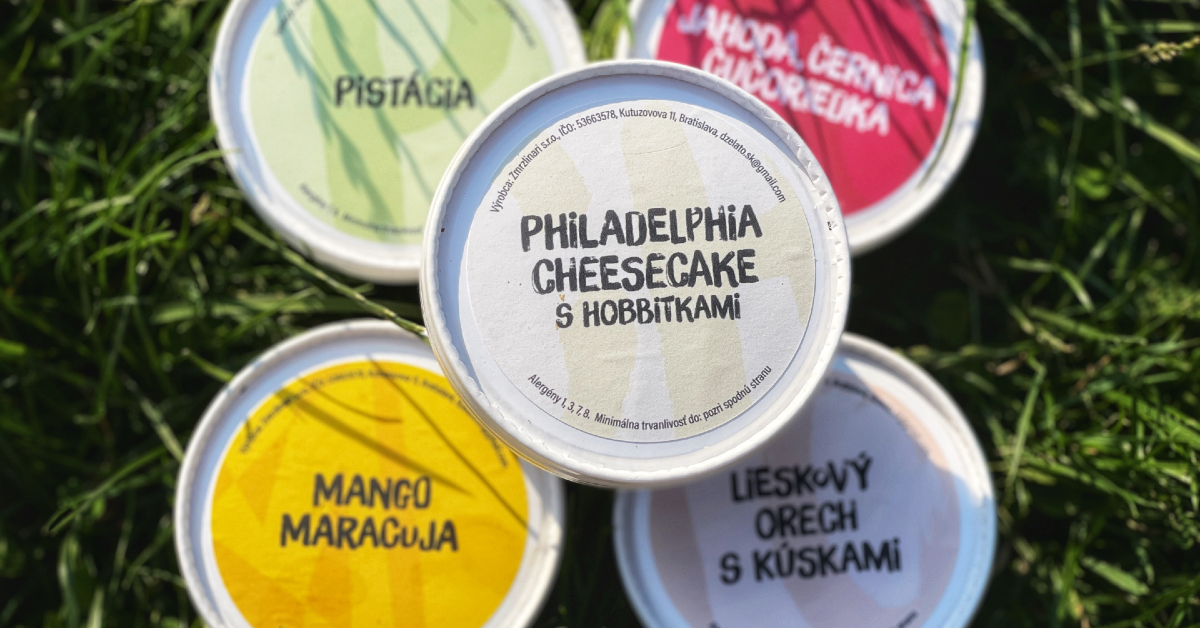 PiSTÁCiA
JAHODA, ČERNICA
ČUČORIEDKA
Výrobca: Zmrzlinári s.r.o., IČO: 53663578, Kutuzovova 11, Bratislava, dzelato.sk@gmail.com
PHiLADELPHiA
CHEESECAKE
S HOBBiTKAMi
Alergény 1, 3, 7, 8. Minimálna trvanlivosť do: pozri spodnú stranu
MANGO
MARACuJA
LiESKoVÝ
ORECH
S KÚSKAMi